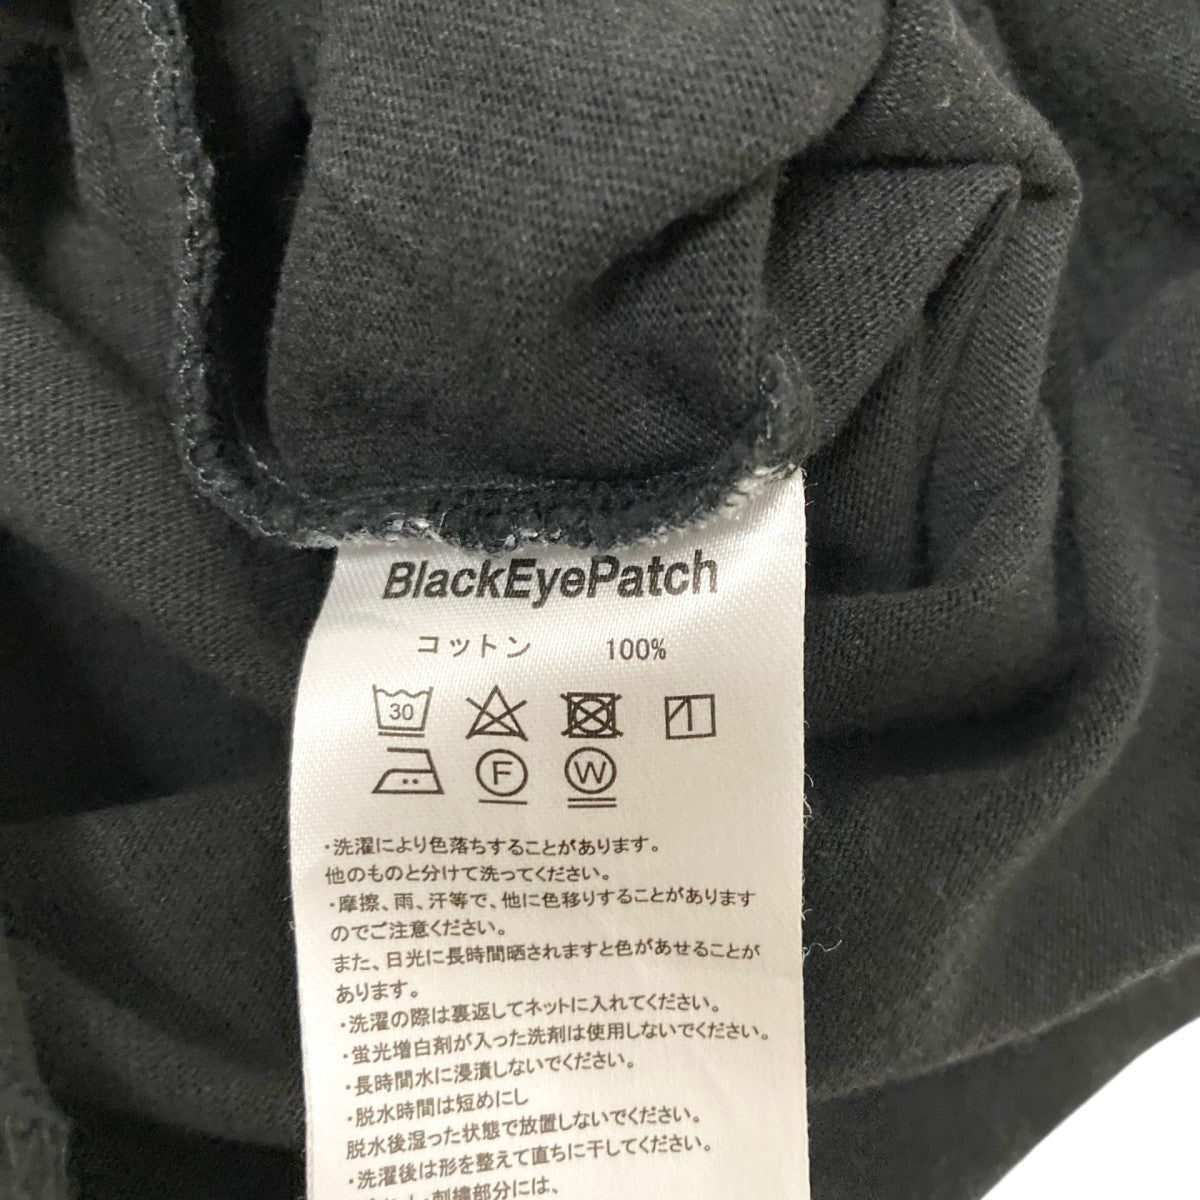 BlackEyePatch
コットン 100%
30
F W
・洗濯により色落ちすることがあります。
他のものと分けて洗ってください。
・摩擦、雨、汗等で、他に色移りすることがあります
のでご注意ください。
また、日光に長時間晒されますと色があせることが
あります。
・洗濯の際は裏返してネットに入れてください。
・蛍光増白剤が入った洗剤は使用しないでください。
・長時間水に浸漬しないでください。
・脱水時間は短めにし
脱水後湿った状態で放置しないでください。
・洗濯後は形を整えて直ちに干してください。
・刺繍部分には、